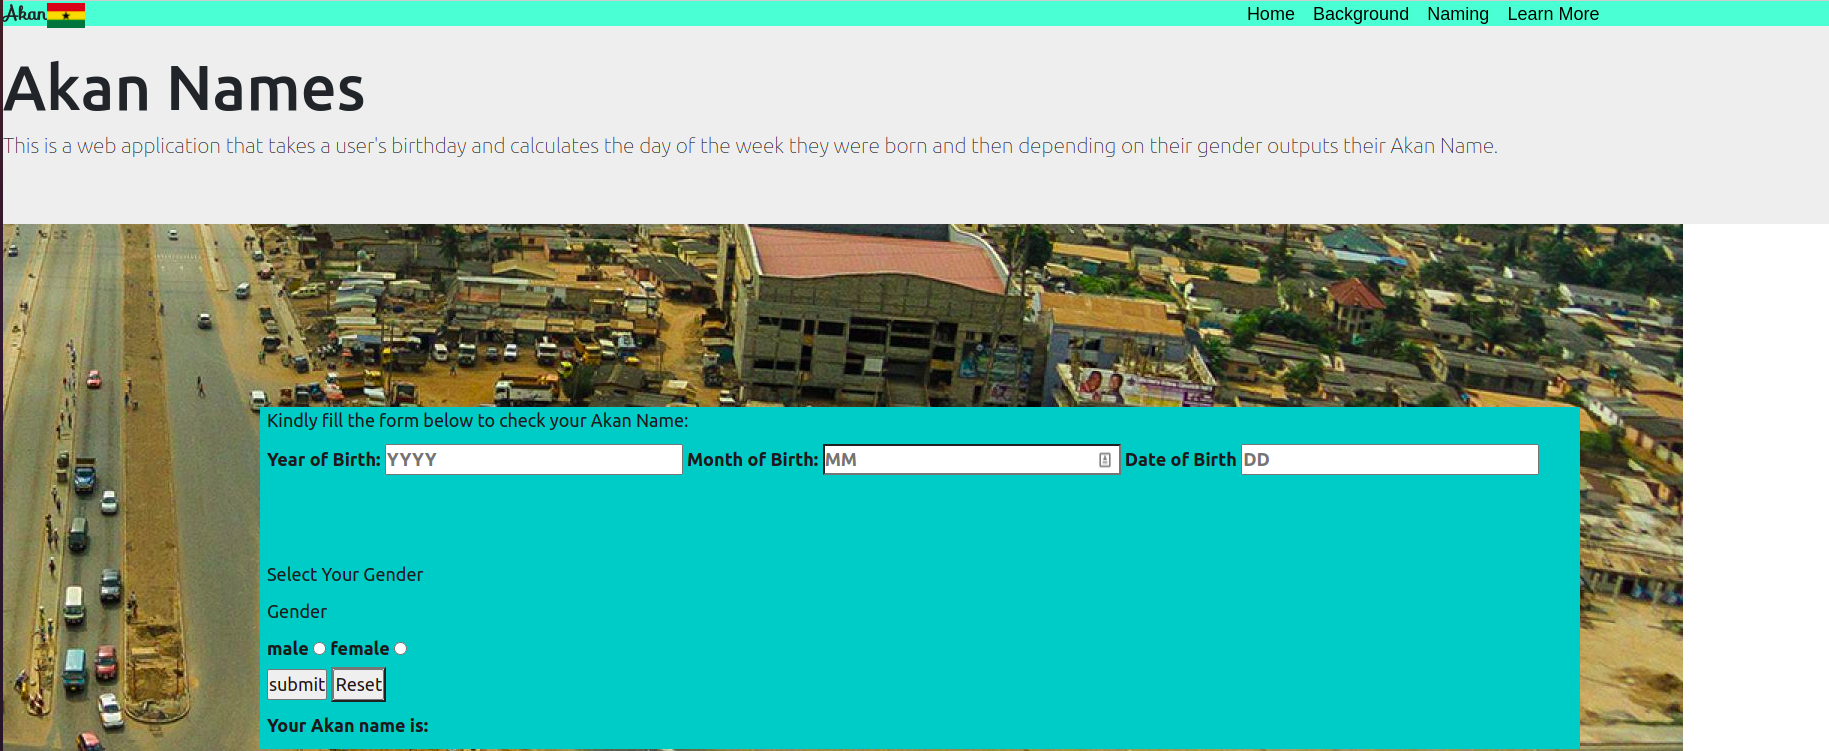 Akan Home Background Naming Learn More
Akan Names
This is a web application that takes a user's birthday and calculates the day of the week they were born and then depending on their gender outputs their Akan Name.
Kindly fill the form below to check your Akan Name:
Year of Birth: YYYY Month of Birth: MM Date of Birth DD
Select Your Gender
Gender
male female
submit Reset
Your Akan name is: